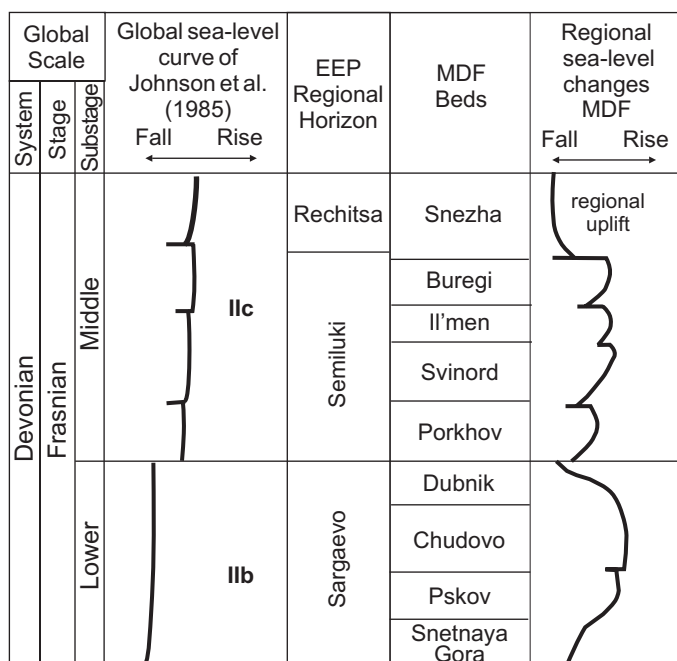 Global
Scale
System
Stage
Substage
Global sea-level
curve of
Johnson et al.
(1985)
Fall Rise
EEP
Regional
Horizon
MDF
Beds
Regional
sea-level
changes
MDF
Fall Rise
Devonian
Frasnian
Middle
IIc
Rechitsa
Semiluki
Snezha
Buregi
Il'men
Svinord
Porkhov
regional
uplift
Lower
IIb
Sargaevo
Dubnik
Chudovo
Pskov
Snetnaya
Gora